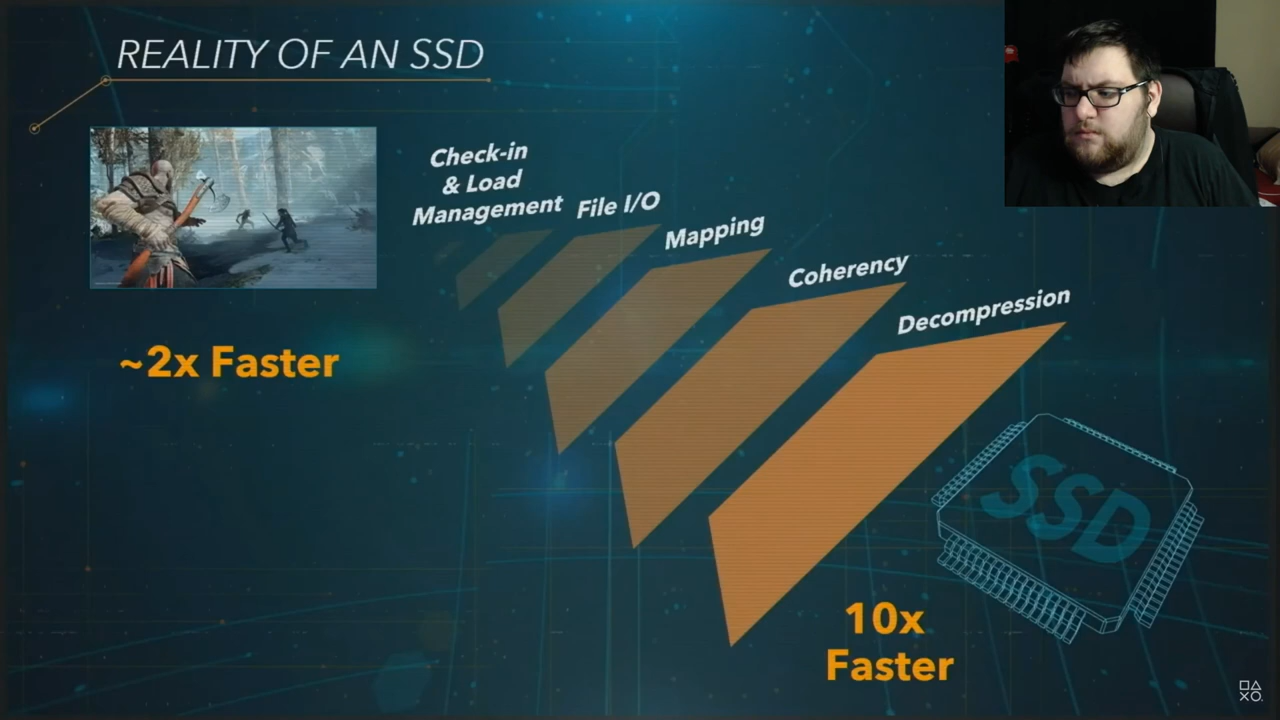 REALITY OF AN SSD
Check-in
& Load
Management
File I/O
Mapping
Coherency
Decompression
~2x Faster
SSD
10x
Faster